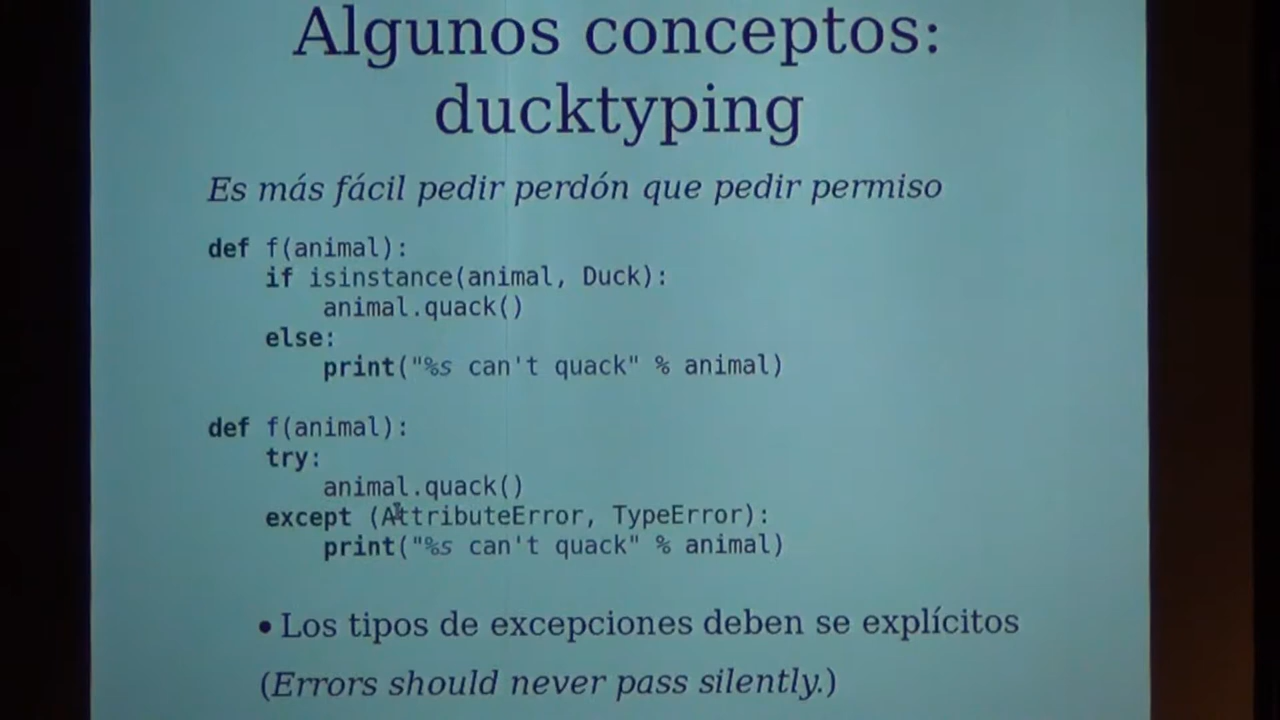 Algunos conceptos:
ducktyping
Es más fácil pedir perdón que pedir permiso
def f(animal):
    if isinstance(animal, Duck):
        animal.quack()
    else:
        print("%s can't quack" % animal)
def f(animal):
    try:
        animal.quack()
    except (AttributeError, TypeError):
        print("%s can't quack" % animal)
• Los tipos de excepciones deben se explícitos
(Errors should never pass silently.)